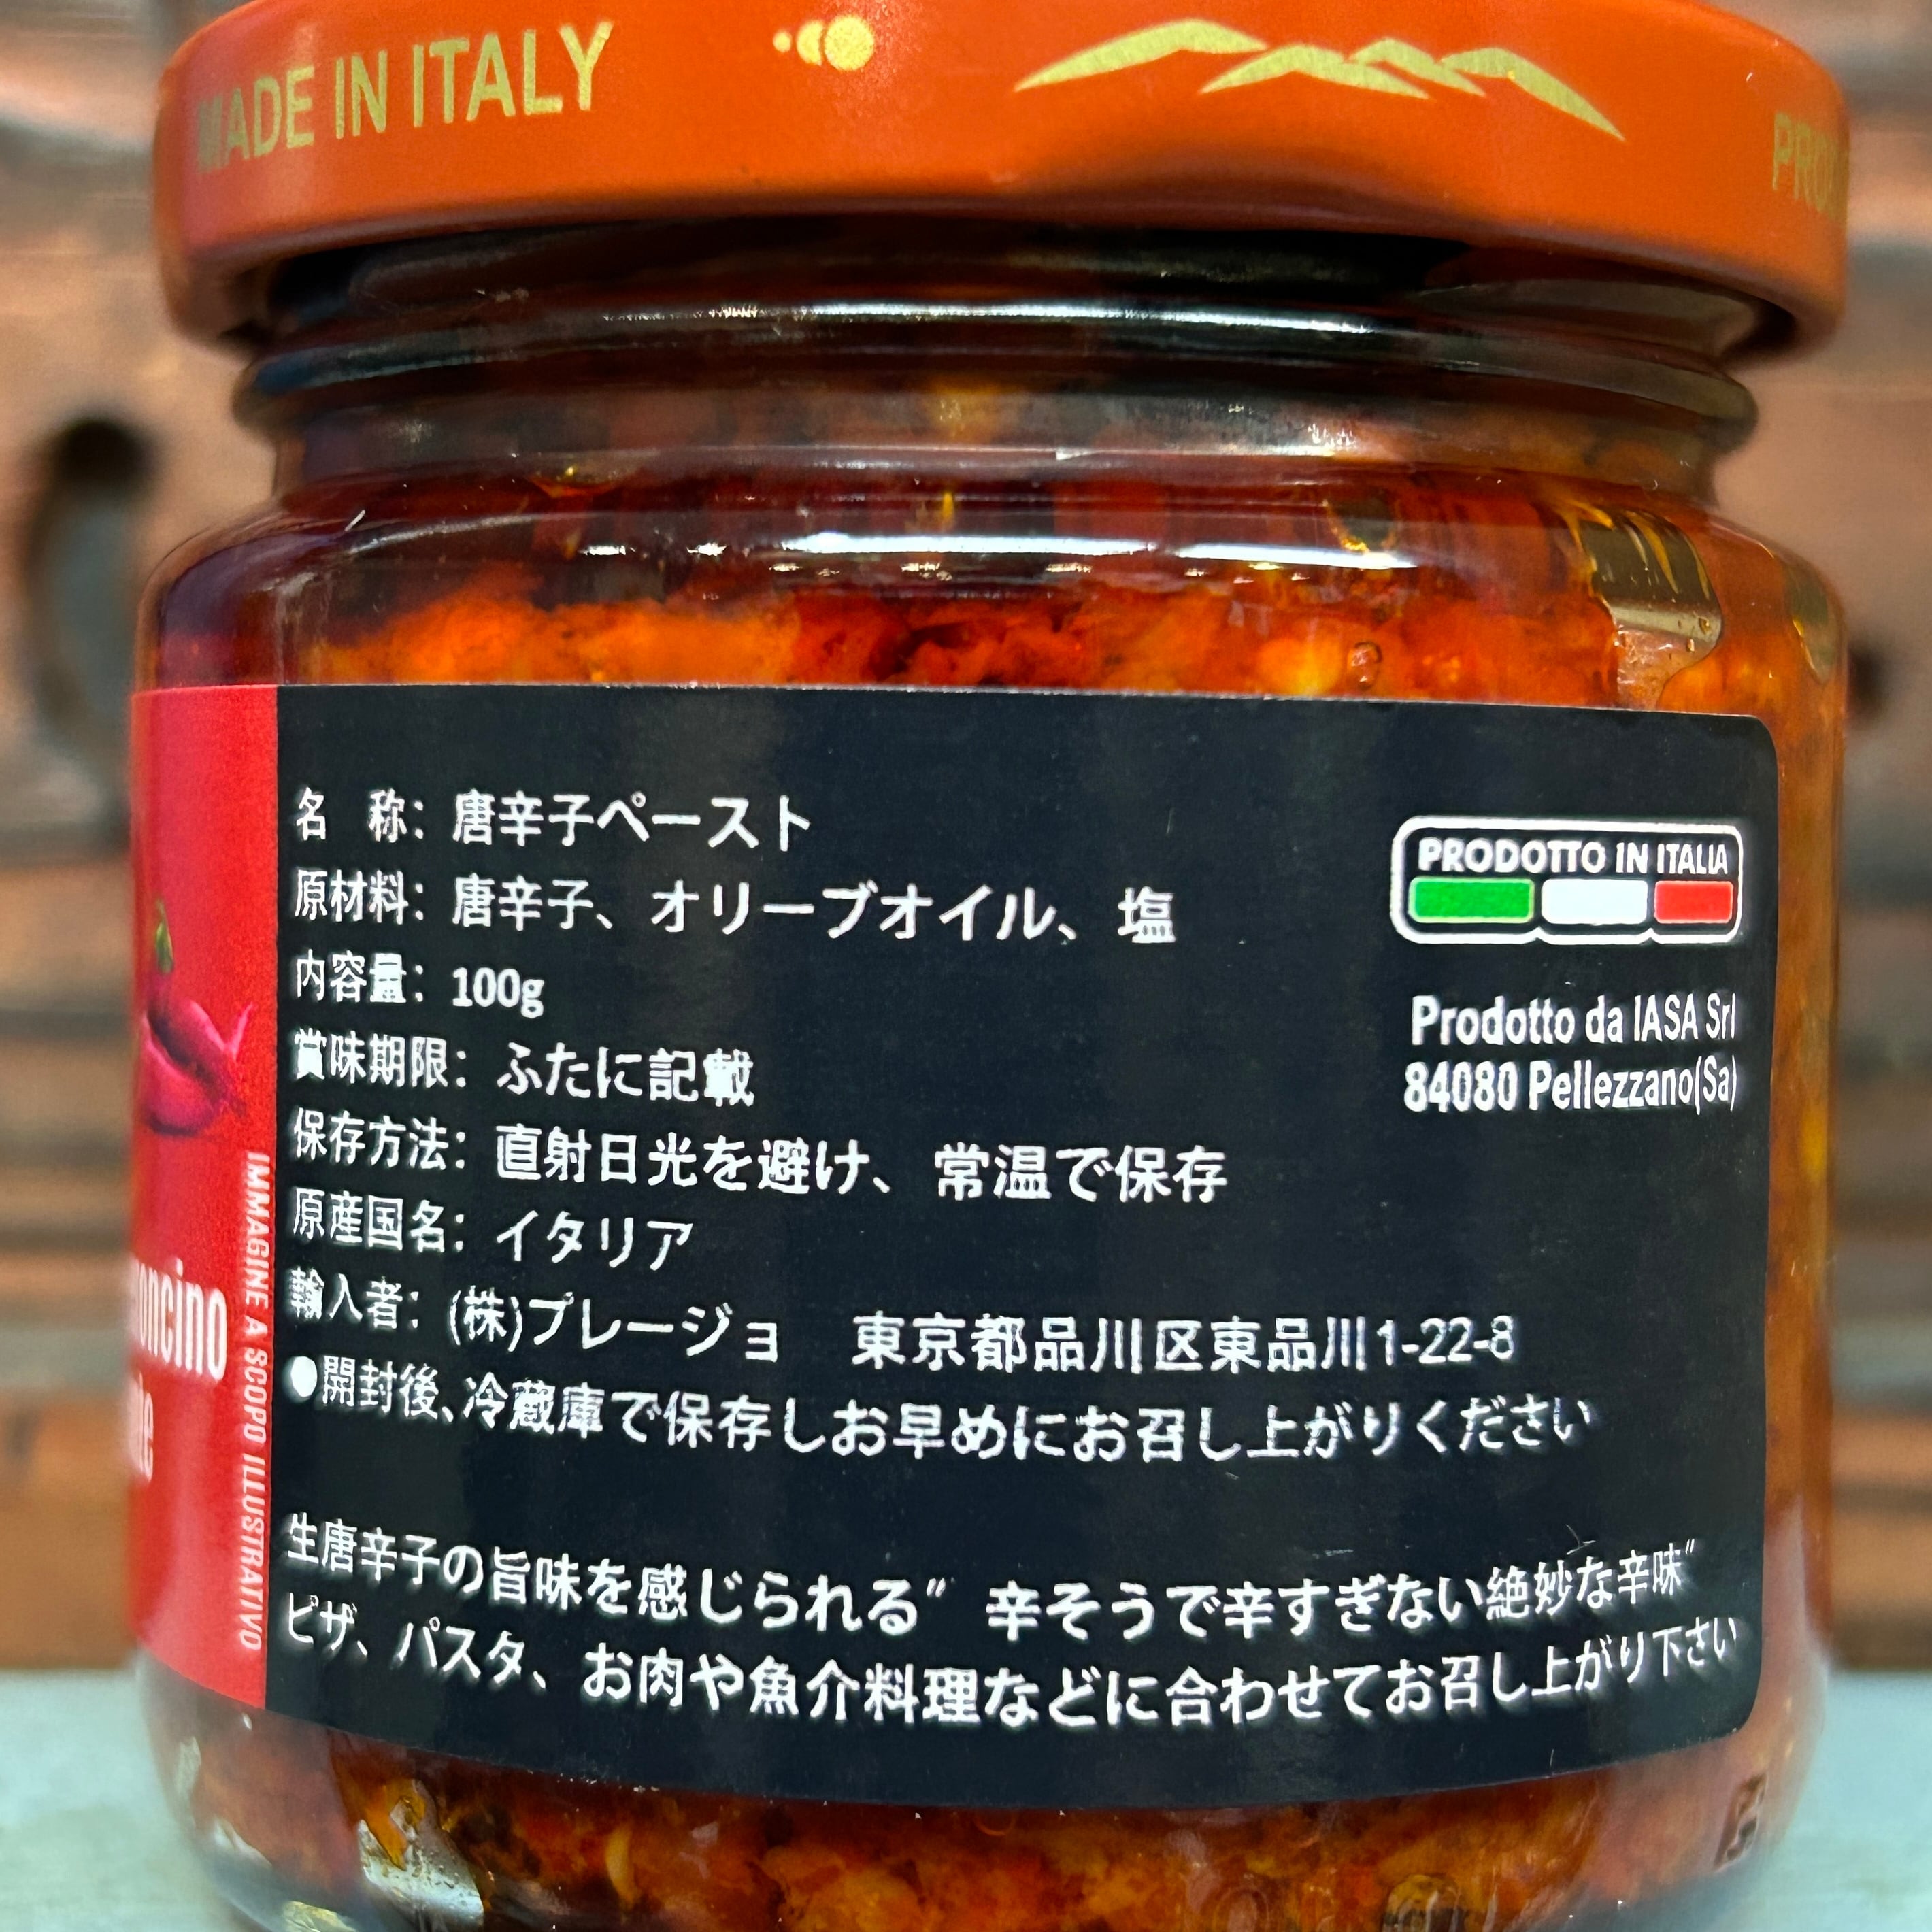 MADE IN ITALY
名 称：唐辛子ペースト
原材料：唐辛子、オリーブオイル、塩
内容量：100g
賞味期限：ふたに記載
保存方法：直射日光を避け、常温で保存
原産国名：イタリア
輸入者：(株)プレージョ 東京都品川区東品川1-22-8
●開封後、冷蔵庫で保存しお早めにお召し上がりください
生唐辛子の旨味を感じられる” 辛そうで辛すぎない絶妙な辛味”
ピザ、パスタ、お肉や魚介料理などに合わせてお召し上がり下さい
PRODOTTO IN ITALIA
Prodotto da IASA Srl
84080 Pellezzano(Sa)
IMMAGINE A SCOPO ILLUSTRATIVO